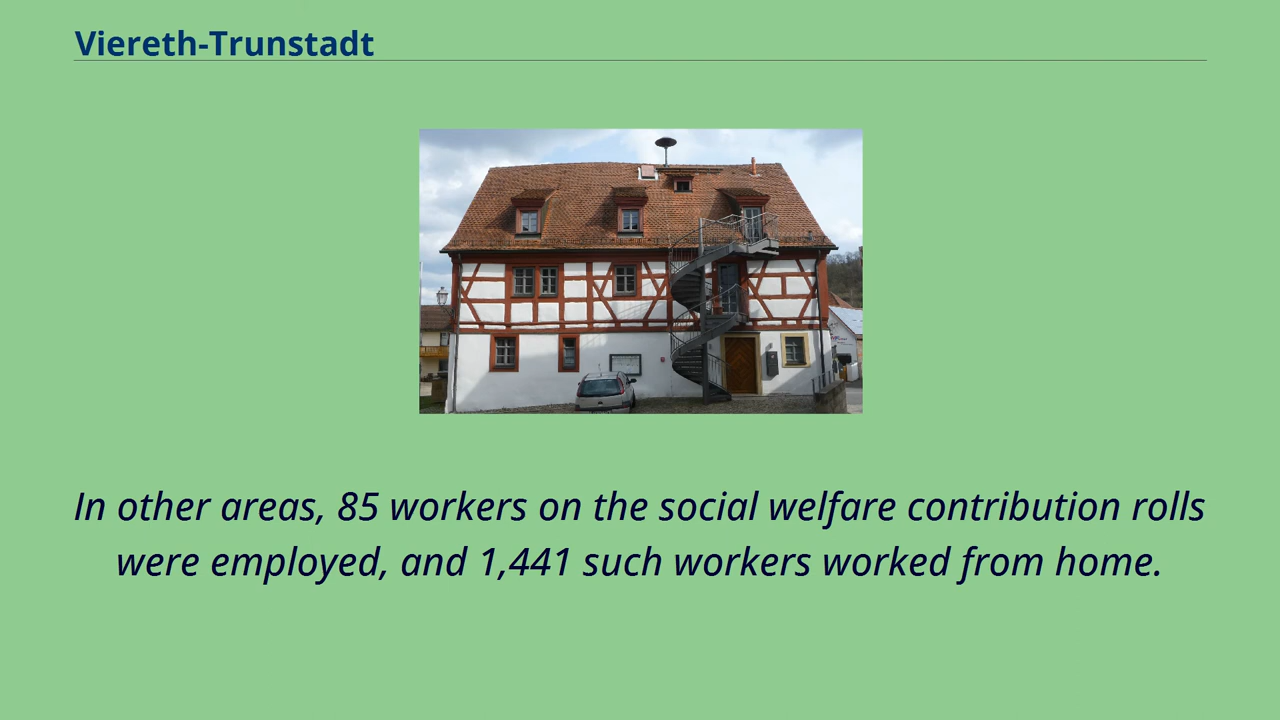 Viereth-Trunstadt
In other areas, 85 workers on the social welfare contribution rolls
were employed, and 1,441 such workers worked from home.